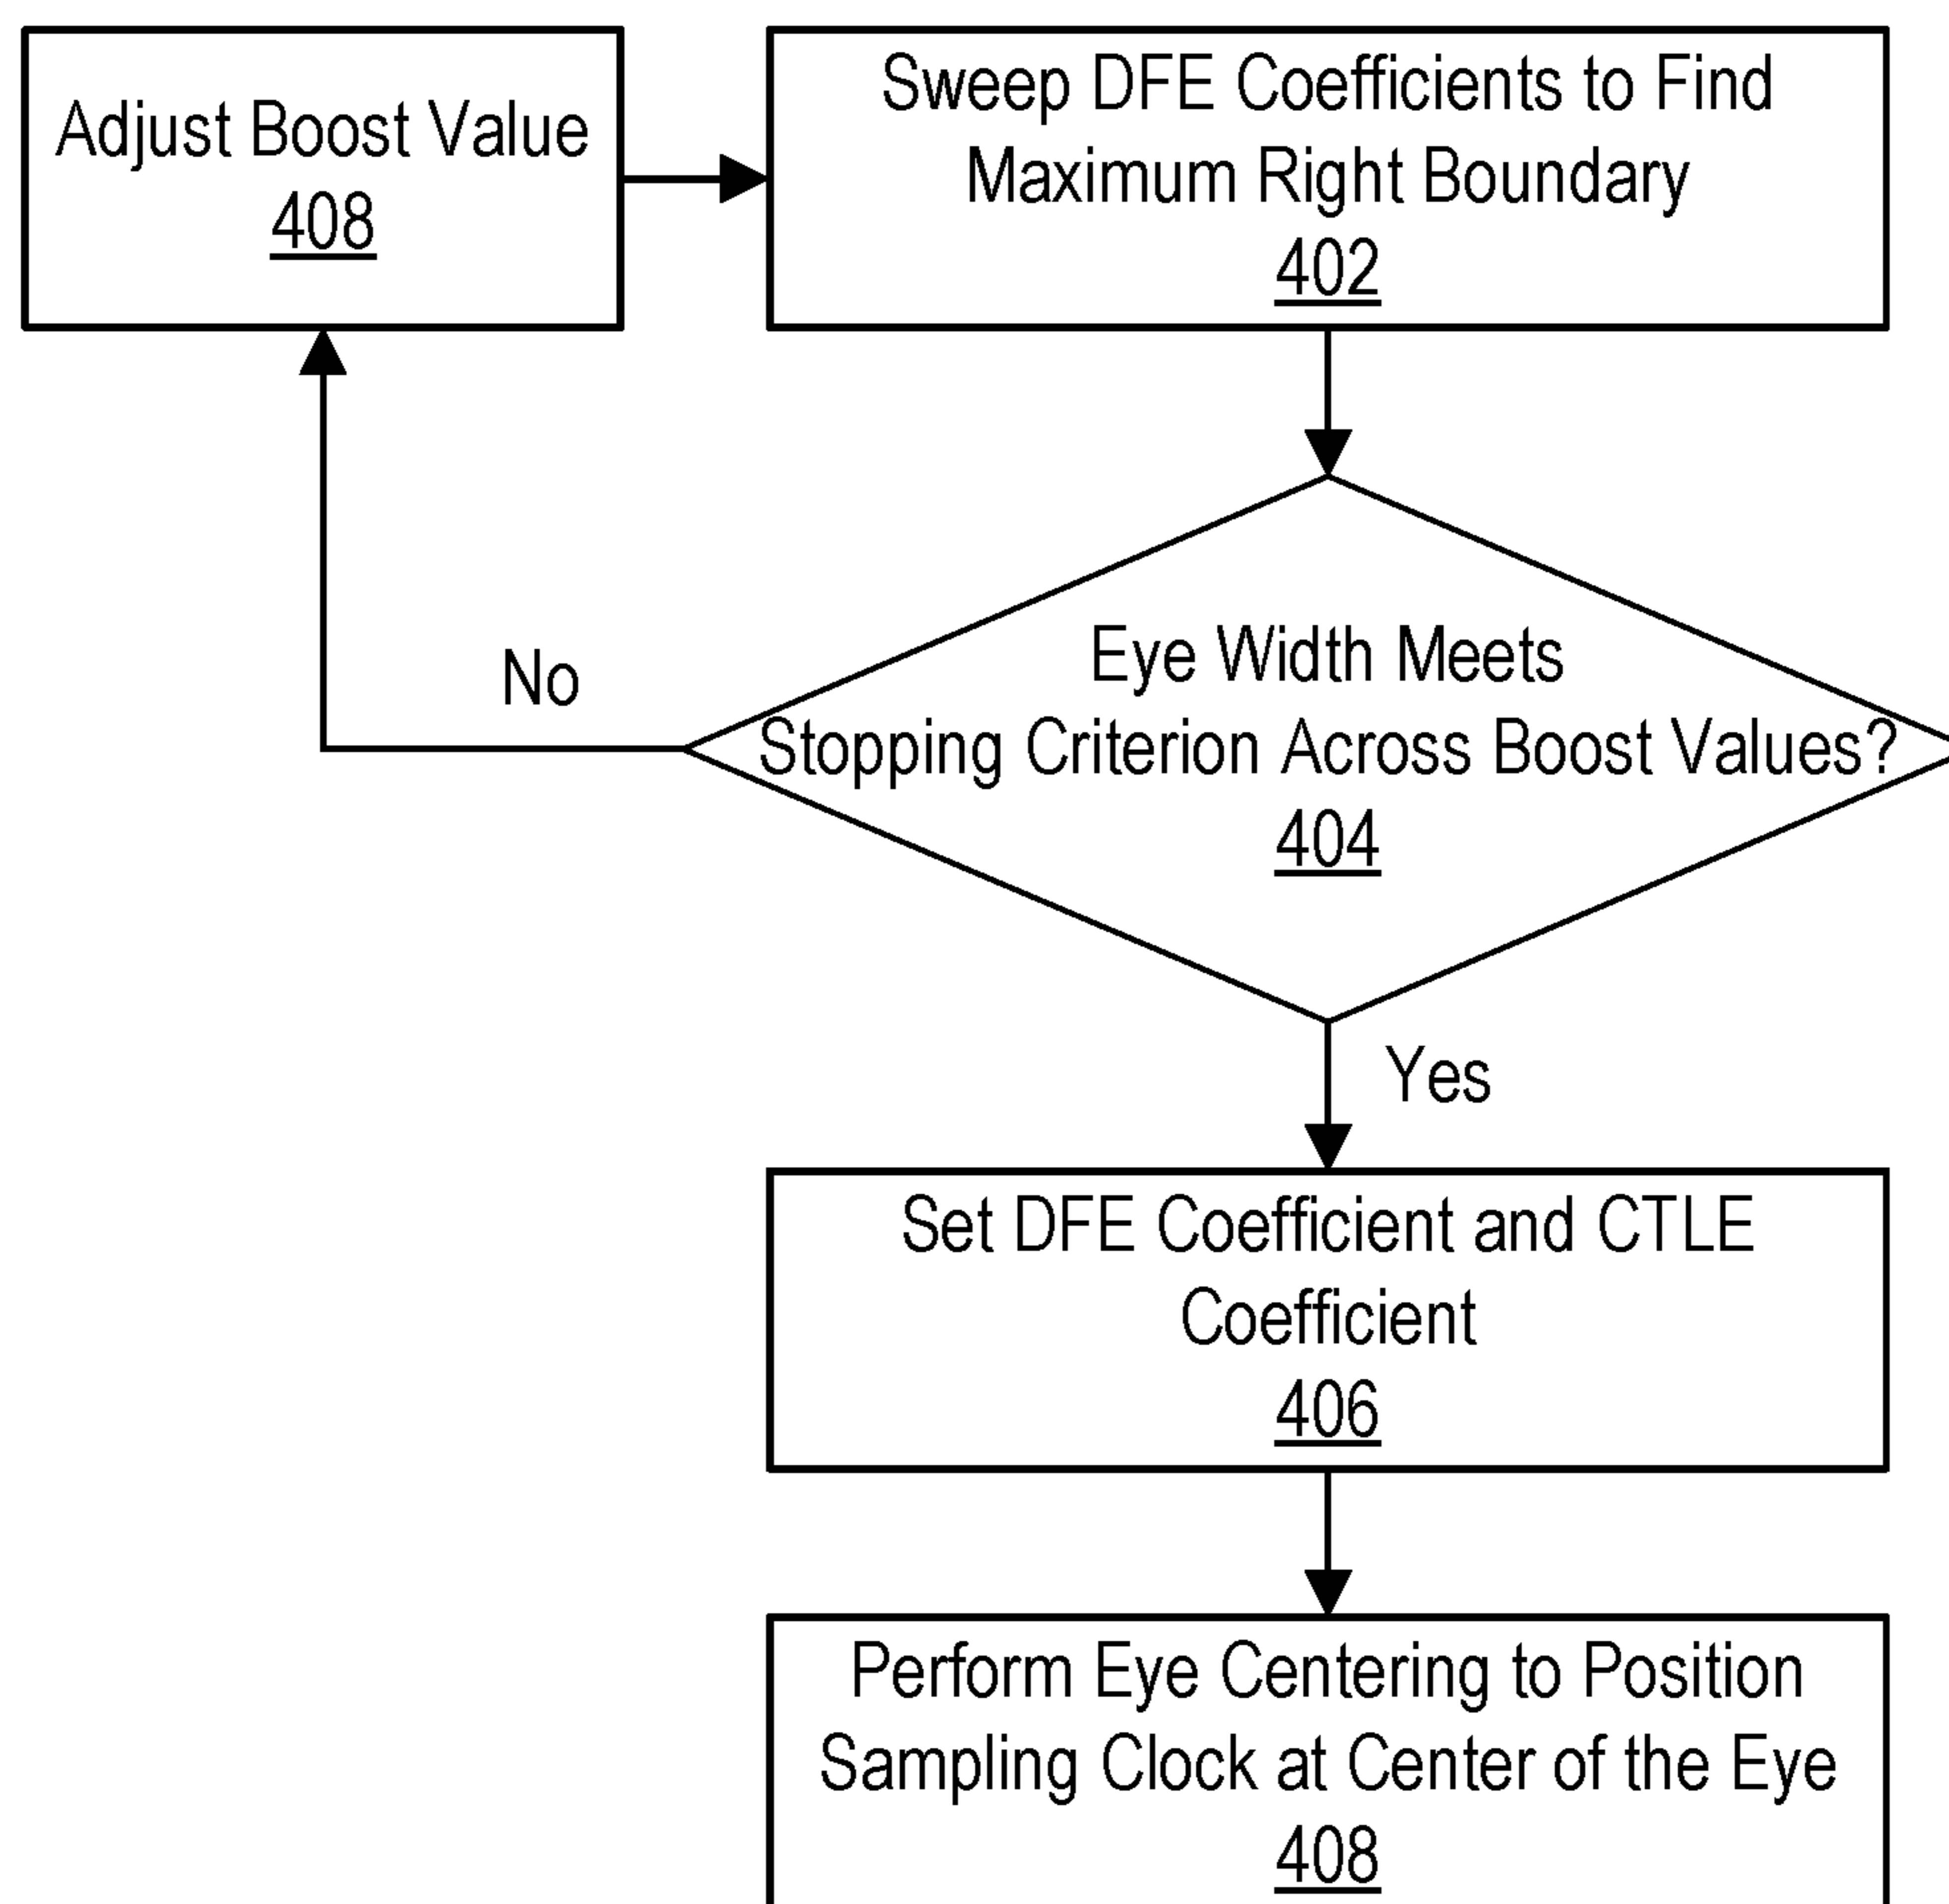 Adjust Boost Value
408
Sweep DFE Coefficients to Find
Maximum Right Boundary
402
Eye Width Meets
Stopping Criterion Across Boost Values?
404
No
Yes
Set DFE Coefficient and CTLE
Coefficient
406
Perform Eye Centering to Position
Sampling Clock at Center of the Eye
408